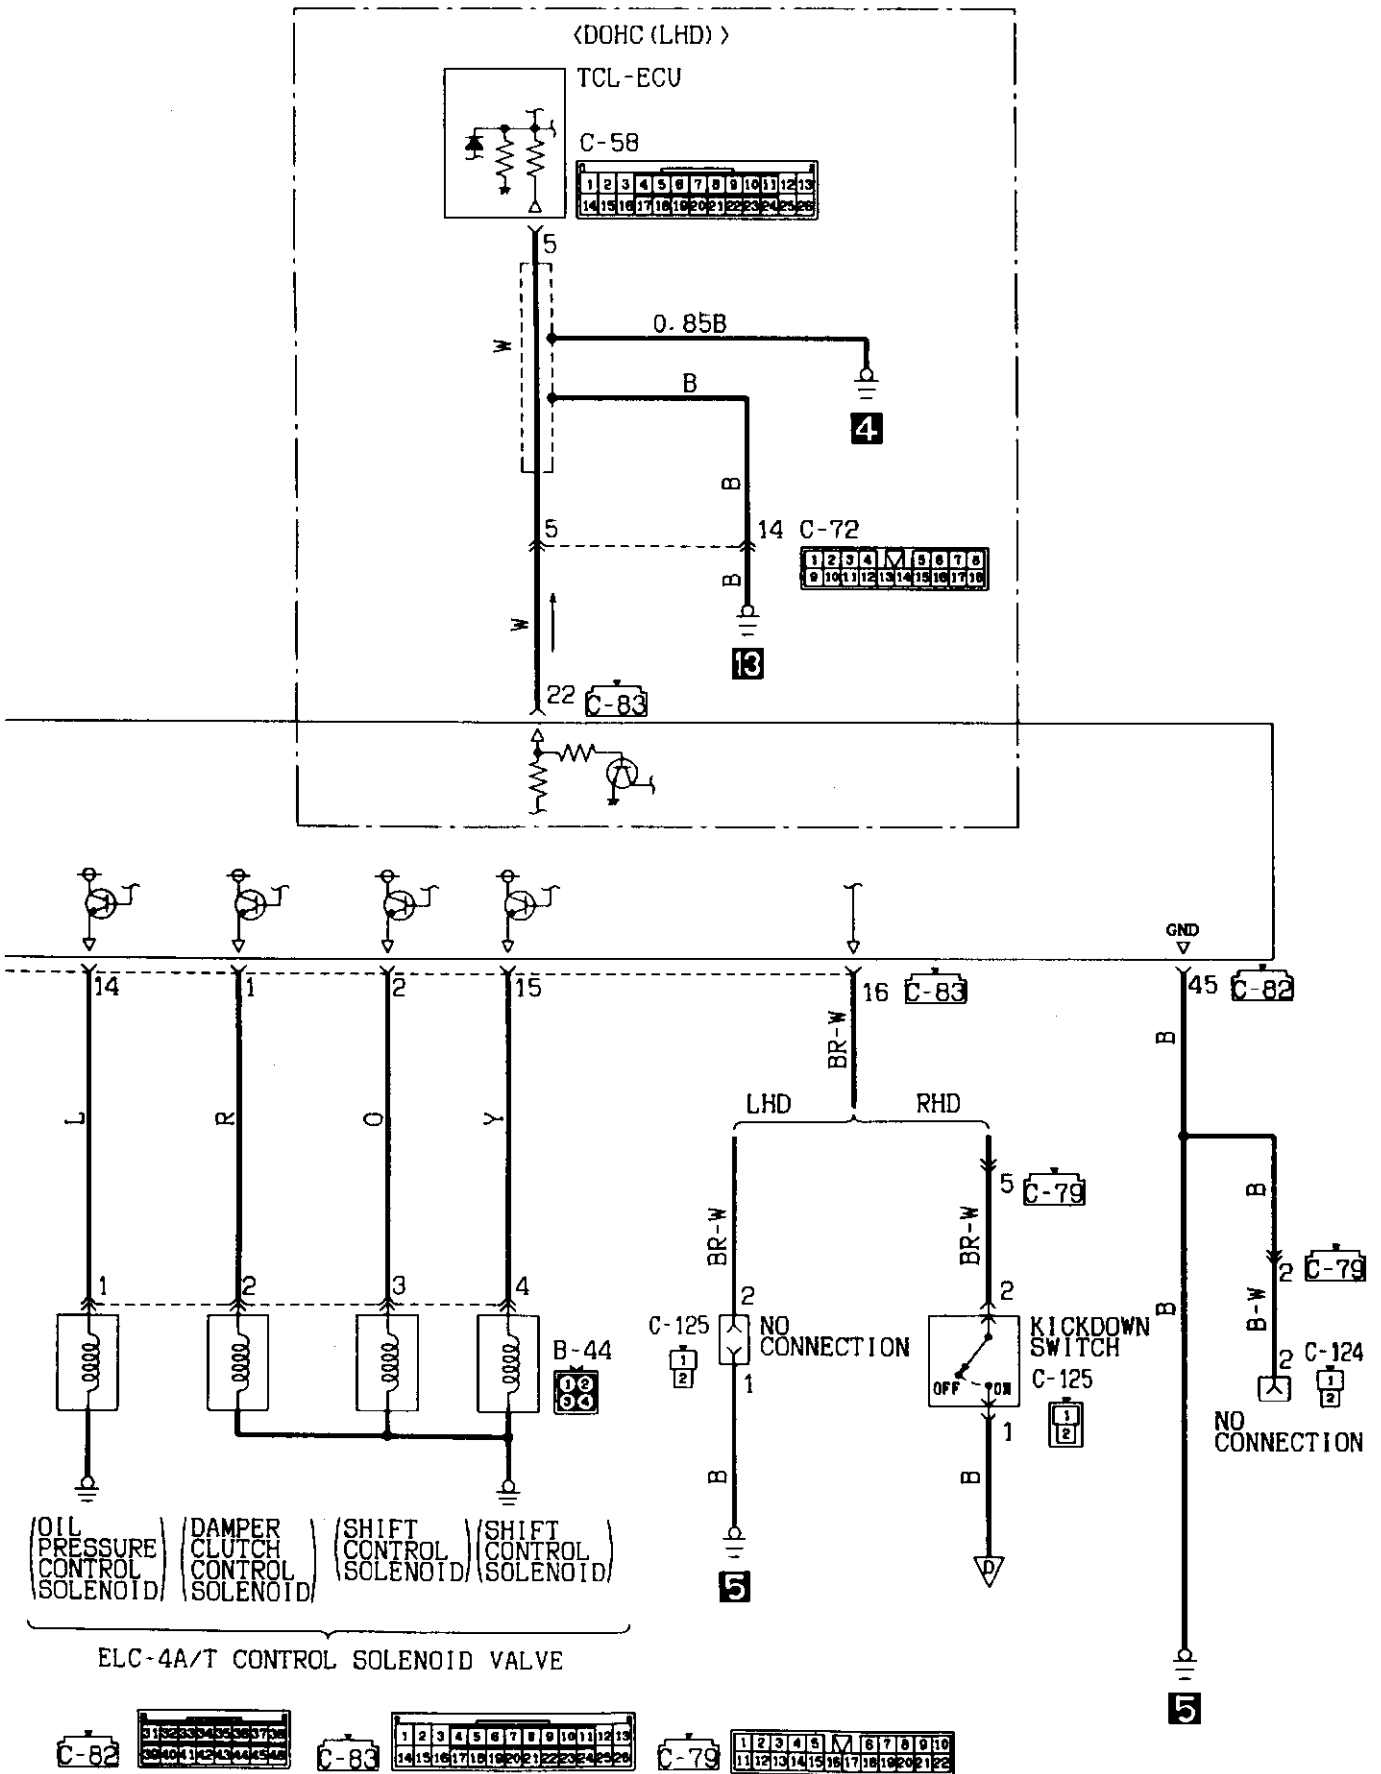 <DOHC (LHD)>
TCL-ECU
C-58
1 2 3 4 5 6 7 8 9 10 11 12 13
14 15 16 17 18 19 20 21 22 23 24 25 26
5
0.85B
W
B
4
B
5
14 C-72
1 2 3 4 5 6 7 8
9 10 11 12 13 14 15 16 17 18
B
W
13
22 C-83
GND
14 1 2 15 16 C-83 45 C-82
BR-W
B
L R O Y
LHD RHD
5 C-79
BR-W
BR-W
B
2 C-79
B
B-W
1 2 3 4
2
2
C-125
1
2
NO
CONNECTION
1
KICKDOWN
SWITCH
OFF ON
C-125
1
2
1
B-44
1 2
3 4
2 C-124
1
2
NO
CONNECTION
B
B
D
5
5
(OIL
PRESSURE
CONTROL
SOLENOID)
(DAMPER
CLUTCH
CONTROL
SOLENOID)
(SHIFT
CONTROL
SOLENOID)
(SHIFT
CONTROL
SOLENOID)
ELC-4A/T CONTROL SOLENOID VALVE
C-82
31 32 33 34 35 36 37 38
39 40 41 42 43 44 45 46
C-83
1 2 3 4 5 6 7 8 9 10 11 12 13
14 15 16 17 18 19 20 21 22 23 24 25 26
C-79
1 2 3 4 5 6 7 8 9 10
11 12 13 14 15 16 17 18 19 20 21 22